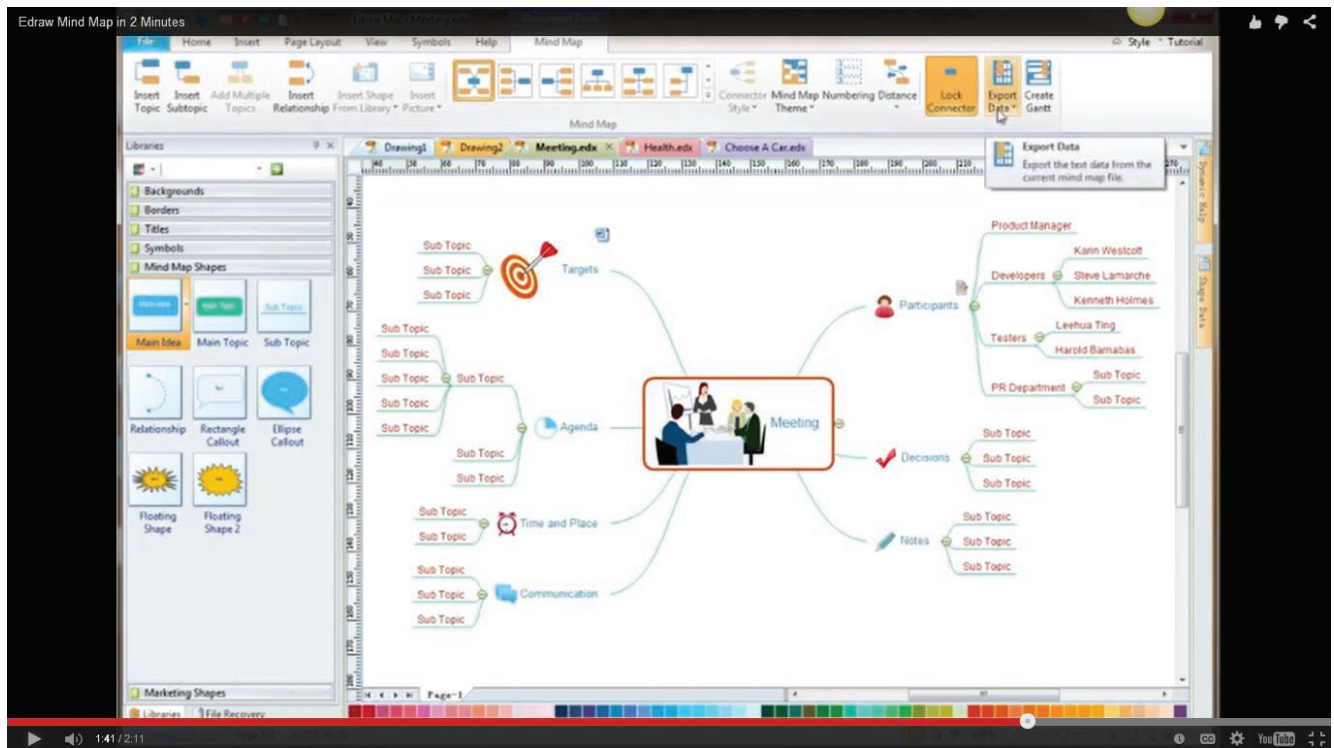 Edraw Mind Map in 2 Minutes
File Home Insert Page Layout View Symbols Help Mind Map
Style Tutorial
Insert Topic
Insert Subtopic
Add Multiple Topics
Insert Relationship
Insert Shape From Library
Insert Picture
Connector Style
Mind Map Theme
Numbering
Distance
Lock Connector
Export Data
Create Gantt
Mind Map
Libraries
Drawing1 Drawing2 Meeting.edx Health.edx Choose A Car.edx
Export Data
Export the text data from the
current mind map file.
Dynamic Help
Shape Data
Backgrounds
Borders
Titles
Symbols
Mind Map Shapes
Main Idea Main Topic Sub Topic
Relationship
Rectangle Callout
Ellipse Callout
Floating Shape
Floating Shape 2
Marketing Shapes
Libraries File Recovery
Meeting
Targets
Sub Topic
Sub Topic
Sub Topic
Agenda
Sub Topic
Sub Topic
Sub Topic
Sub Topic
Sub Topic
Sub Topic
Sub Topic
Sub Topic
Time and Place
Sub Topic
Sub Topic
Communication
Sub Topic
Sub Topic
Sub Topic
Participants
Product Manager
Developers
Karin Westcott
Steve Lamarche
Kenneth Holmes
Testers
Leehua Ting
Harold Barnabas
PR Department
Sub Topic
Sub Topic
Decisions
Sub Topic
Sub Topic
Sub Topic
Notes
Sub Topic
Sub Topic
Sub Topic
Page-1
1:41 / 2:11
CC
YouTube